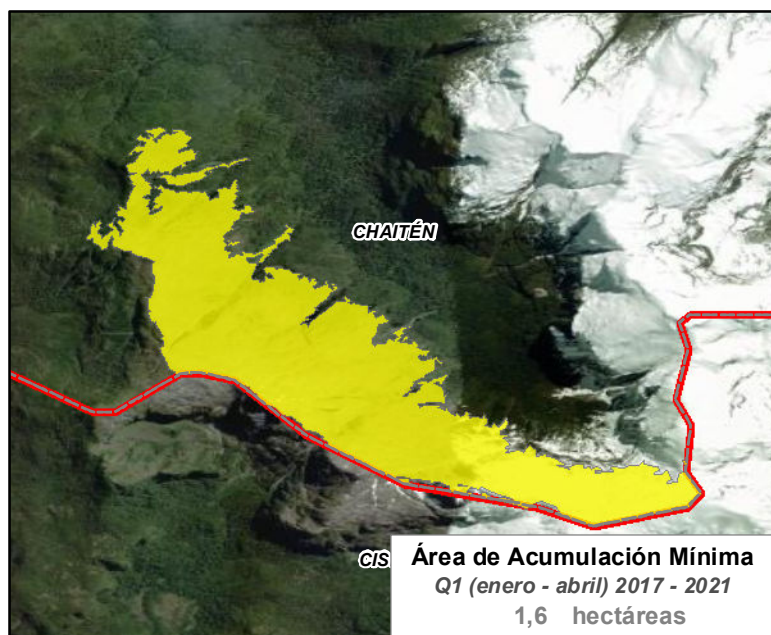 CHAITÉN
CIS
Área de Acumulación Mínima
Q1 (enero - abril) 2017 - 2021
1,6 hectáreas